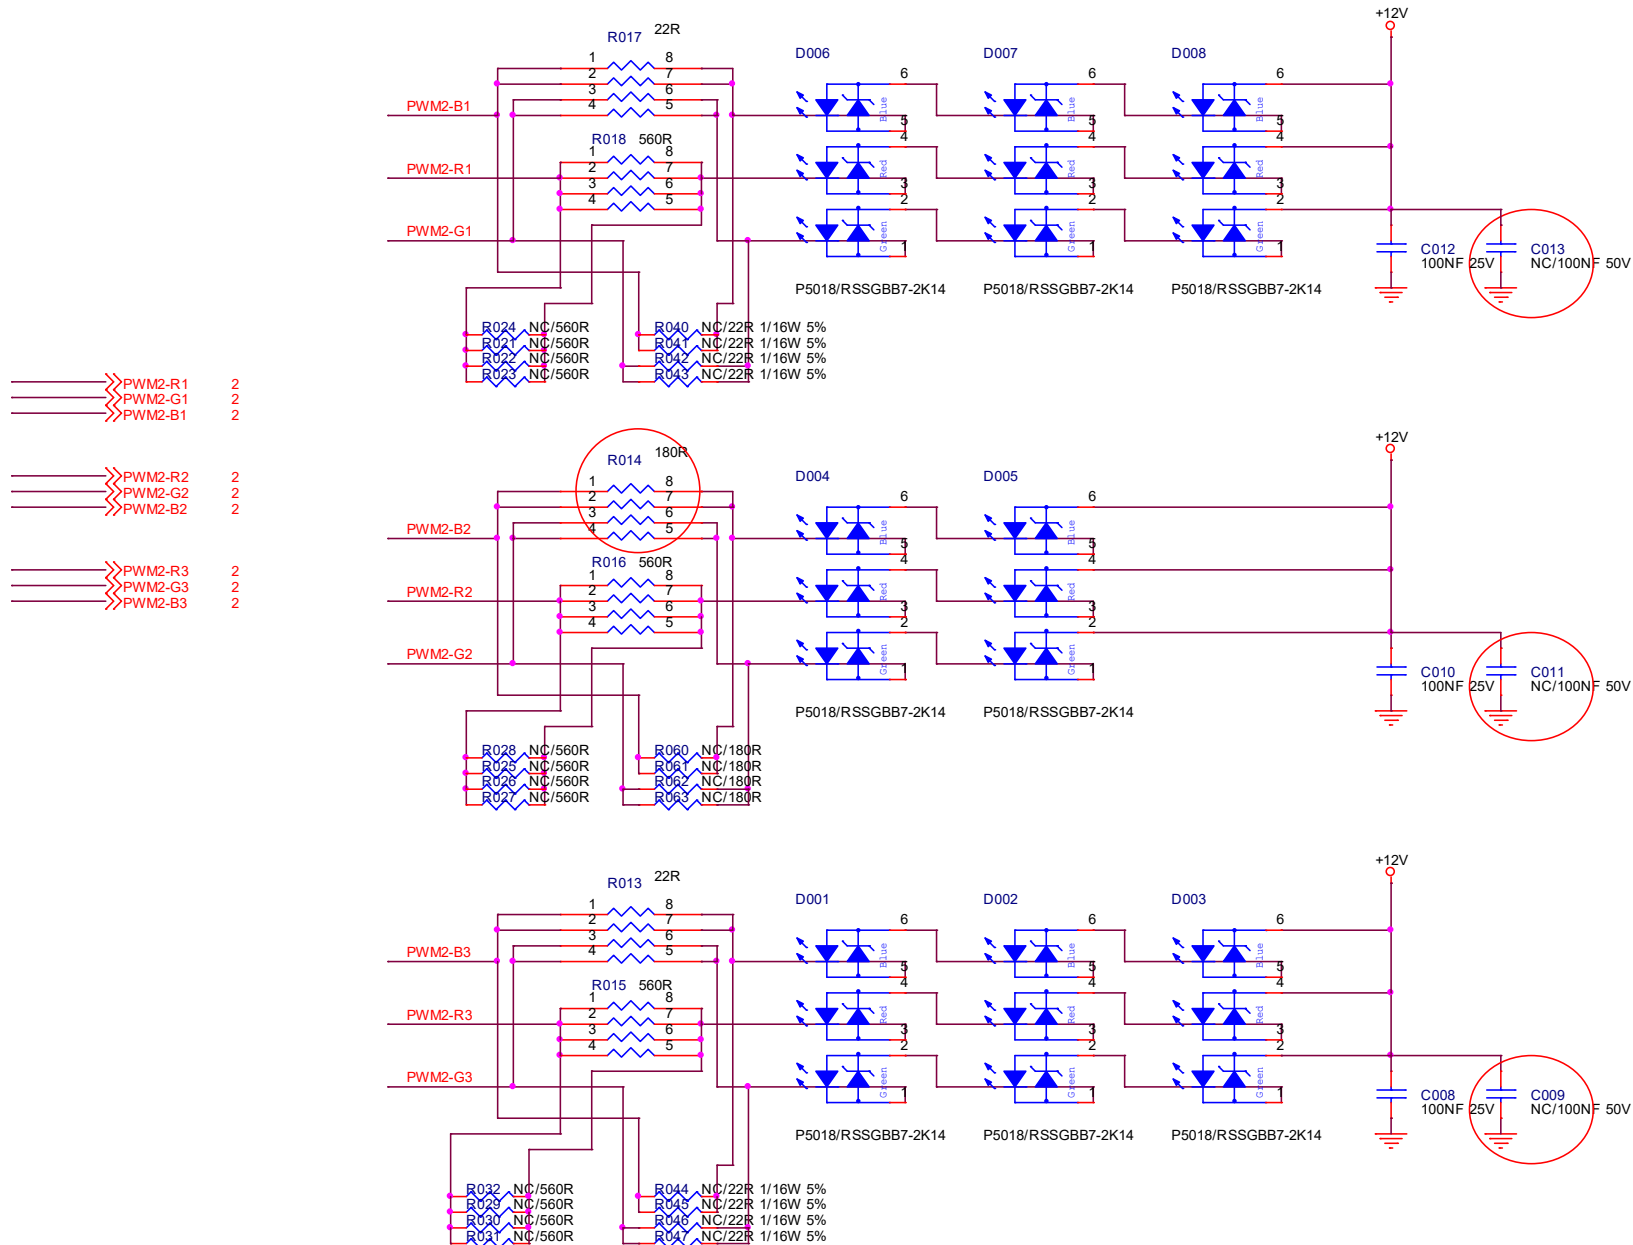 +12V
R017 22R
D006 D007 D008
1 8 6 6 6
2 7
3 6
4 5
PWM2-B1 Blue Blue Blue
5 5 5
R018 560R 4 4 4
1 8
2 7
3 6
4 5
PWM2-R1 Red Red Red
3 3 3
2 2 2
PWM2-G1 Green Green Green
1 1 1
C012 C013
100NF 25V NC/100NF 50V
P5018/RSSGBB7-2K14 P5018/RSSGBB7-2K14 P5018/RSSGBB7-2K14
R024 NC/560R R040 NC/22R 1/16W 5%
R021 NC/560R R041 NC/22R 1/16W 5%
R022 NC/560R R042 NC/22R 1/16W 5%
R023 NC/560R R043 NC/22R 1/16W 5%
PWM2-R1 2
PWM2-G1 2
PWM2-B1 2
+12V
R014 180R
D004 D005
PWM2-R2 2
PWM2-G2 2
PWM2-B2 2
1 8 6 6
2 7
3 6
4 5
PWM2-B2 Blue Blue
5 5
R016 560R 4 4
1 8
2 7
3 6
4 5
PWM2-R3 2
PWM2-G3 2
PWM2-B3 2
PWM2-R2 Red Red
3 3
2 2
PWM2-G2 Green Green
1 1
C010 C011
100NF 25V NC/100NF 50V
P5018/RSSGBB7-2K14 P5018/RSSGBB7-2K14
R028 NC/560R R060 NC/180R
R025 NC/560R R061 NC/180R
R026 NC/560R R062 NC/180R
R027 NC/560R R063 NC/180R
+12V
R013 22R
D001 D002 D003
1 8 6 6 6
2 7
3 6
4 5
PWM2-B3 Blue Blue Blue
5 5 5
R015 560R 4 4 4
1 8
2 7
3 6
4 5
PWM2-R3 Red Red Red
3 3 3
2 2 2
PWM2-G3 Green Green Green
1 1 1
C008 C009
100NF 25V NC/100NF 50V
P5018/RSSGBB7-2K14 P5018/RSSGBB7-2K14 P5018/RSSGBB7-2K14
R032 NC/560R R044 NC/22R 1/16W 5%
R029 NC/560R R045 NC/22R 1/16W 5%
R030 NC/560R R046 NC/22R 1/16W 5%
R031 NC/560R R047 NC/22R 1/16W 5%